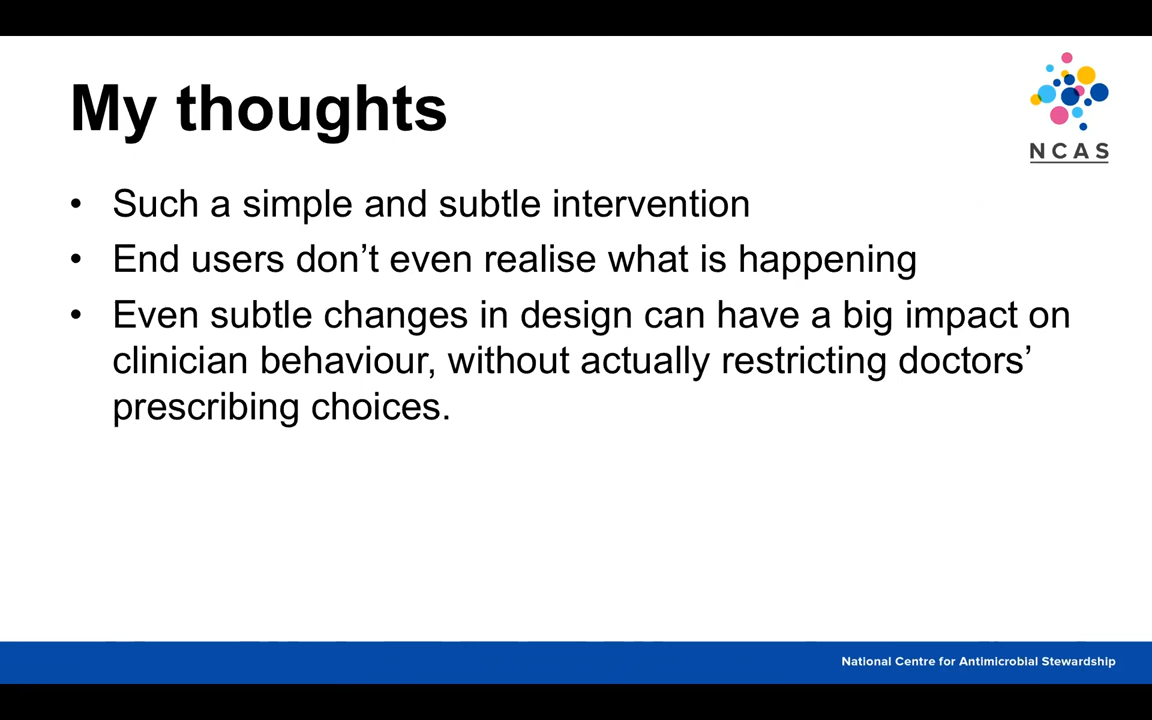 My thoughts
NCAS
• Such a simple and subtle intervention
• End users don’t even realise what is happening
• Even subtle changes in design can have a big impact on
clinician behaviour, without actually restricting doctors’
prescribing choices.
National Centre for Antimicrobial Stewardship